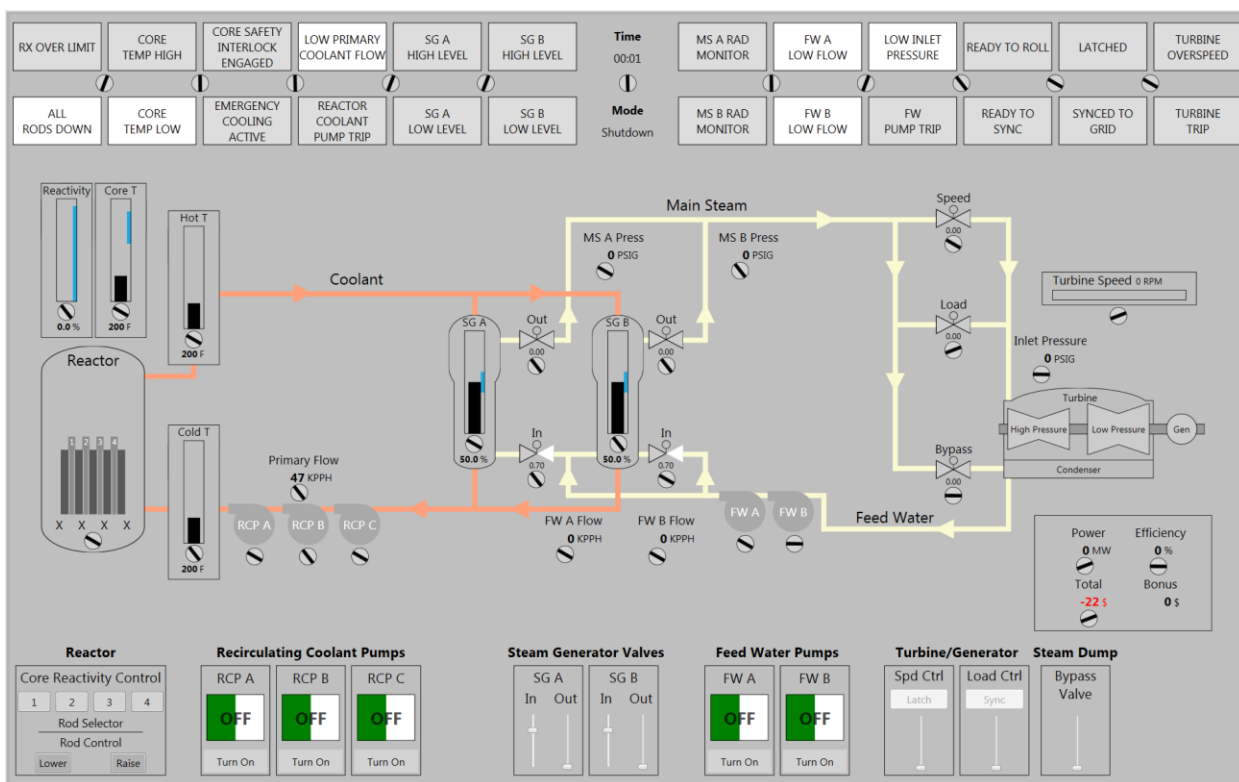 RX OVER LIMIT
CORE
TEMP HIGH
CORE SAFETY
INTERLOCK
ENGAGED
LOW PRIMARY
COOLANT FLOW
SG A
HIGH LEVEL
SG B
HIGH LEVEL
Time
00:01
MS A RAD
MONITOR
FW A
LOW FLOW
LOW INLET
PRESSURE
READY TO ROLL
LATCHED
TURBINE
OVERSPEED
ALL
RODS DOWN
CORE
TEMP LOW
EMERGENCY
COOLING
ACTIVE
REACTOR
COOLANT
PUMP TRIP
SG A
LOW LEVEL
SG B
LOW LEVEL
Mode
Shutdown
MS B RAD
MONITOR
FW B
LOW FLOW
FW
PUMP TRIP
READY TO
SYNC
SYNCED TO
GRID
TURBINE
TRIP
Reactivity
0.0 %
Core T
200 F
Hot T
200 F
Coolant
Main Steam
MS A Press
0 PSIG
MS B Press
0 PSIG
Speed
0.00
Turbine Speed 0 RPM
Load
0.00
Inlet Pressure
0 PSIG
SG A
50.0 %
Out
0.00
SG B
50.0 %
Out
0.00
Reactor
1 2 3 4
X X X X
Cold T
200 F
Primary Flow
47 KPPH
RCP A
RCP B
RCP C
In
0.70
In
0.70
FW A Flow
0 KPPH
FW B Flow
0 KPPH
FW A
FW B
Feed Water
Bypass
0.00
Turbine
High Pressure
Low Pressure
Gen
Condenser
Power
0 MW
Efficiency
0 %
Total
-22 $
Bonus
0 $
Reactor
Core Reactivity Control
1 2 3 4
Rod Selector
Rod Control
Lower Raise
Recirculating Coolant Pumps
RCP A
OFF
Turn On
RCP B
OFF
Turn On
RCP C
OFF
Turn On
Steam Generator Valves
SG A
In Out
SG B
In Out
Feed Water Pumps
FW A
OFF
Turn On
FW B
OFF
Turn On
Turbine/Generator
Spd Ctrl
Latch
Load Ctrl
Sync
Steam Dump
Bypass
Valve